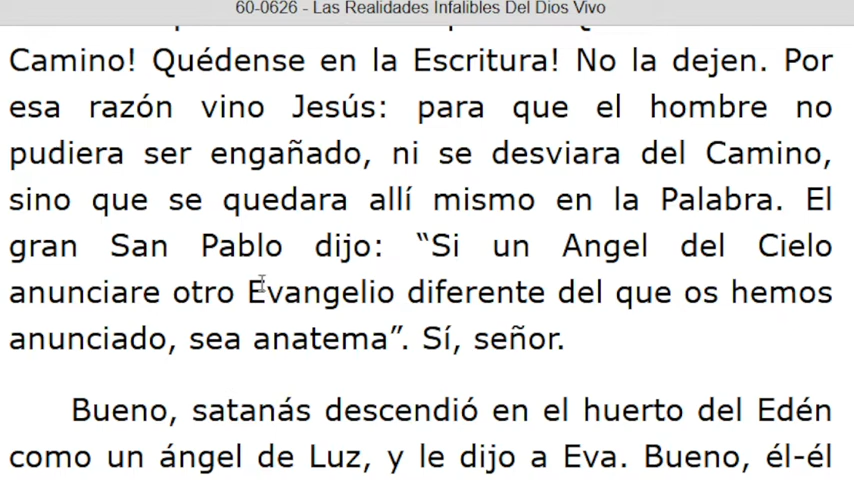 60-0626 - Las Realidades Infalibles Del Dios Vivo
Camino! Quédense en la Escritura! No la dejen. Por
esa razón vino Jesús: para que el hombre no
pudiera ser engañado, ni se desviara del Camino,
sino que se quedara allí mismo en la Palabra. El
gran San Pablo dijo: “Si un Angel del Cielo
anunciare otro Evangelio diferente del que os hemos
anunciado, sea anatema”. Sí, señor.
Bueno, satanás descendió en el huerto del Edén
como un ángel de Luz, y le dijo a Eva. Bueno, él-él